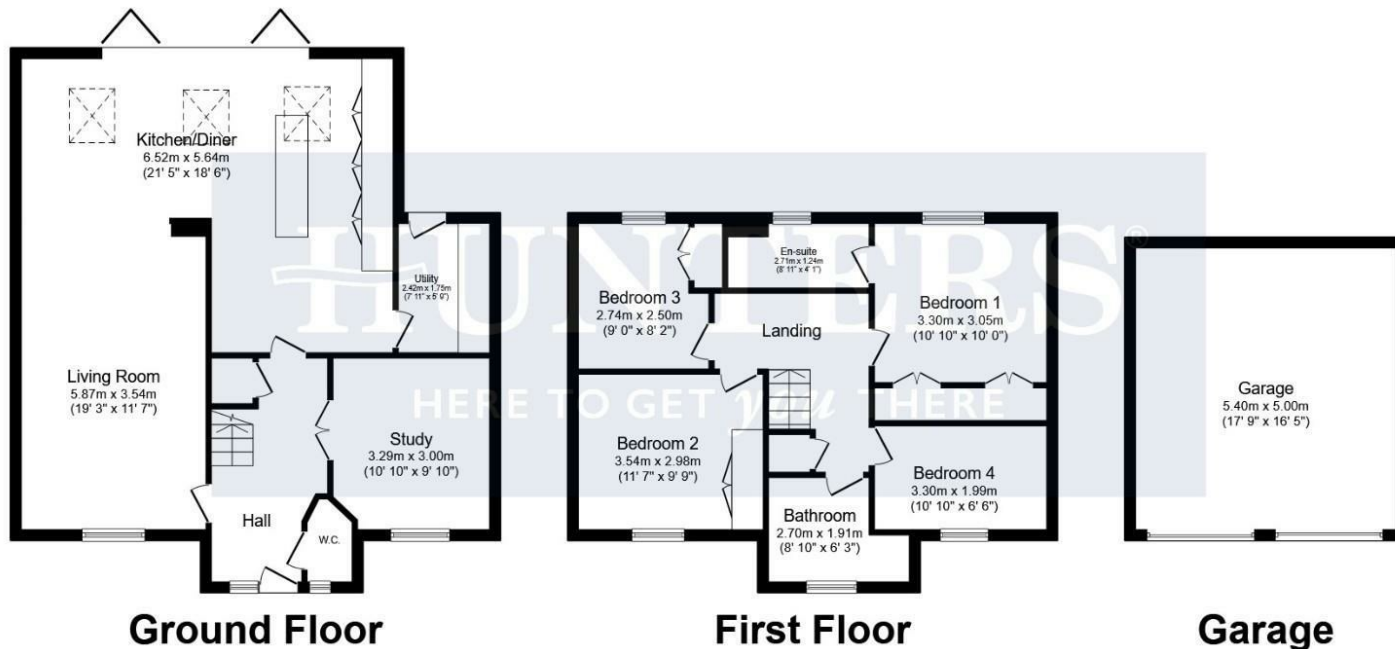 Kitchen/Diner
6.52m x 5.64m
(21' 5" x 18' 6")
Utility
2.42m x 1.75m
(7' 11" x 5' 9")
Living Room
5.87m x 3.54m
(19' 3" x 11' 7")
Study
3.29m x 3.00m
(10' 10" x 9' 10")
Hall
W.C.
Ground Floor
En-suite
2.71m x 1.24m
(8' 11" x 4' 1")
Bedroom 3
2.74m x 2.50m
(9' 0" x 8' 2")
Landing
Bedroom 1
3.30m x 3.05m
(10' 10" x 10' 0")
Bedroom 2
3.54m x 2.98m
(11' 7" x 9' 9")
Bedroom 4
3.30m x 1.99m
(10' 10" x 6' 6")
Bathroom
2.70m x 1.91m
(8' 10" x 6' 3")
First Floor
Garage
5.40m x 5.00m
(17' 9" x 16' 5")
Garage
HUNTERS®
HERE TO GET you THERE